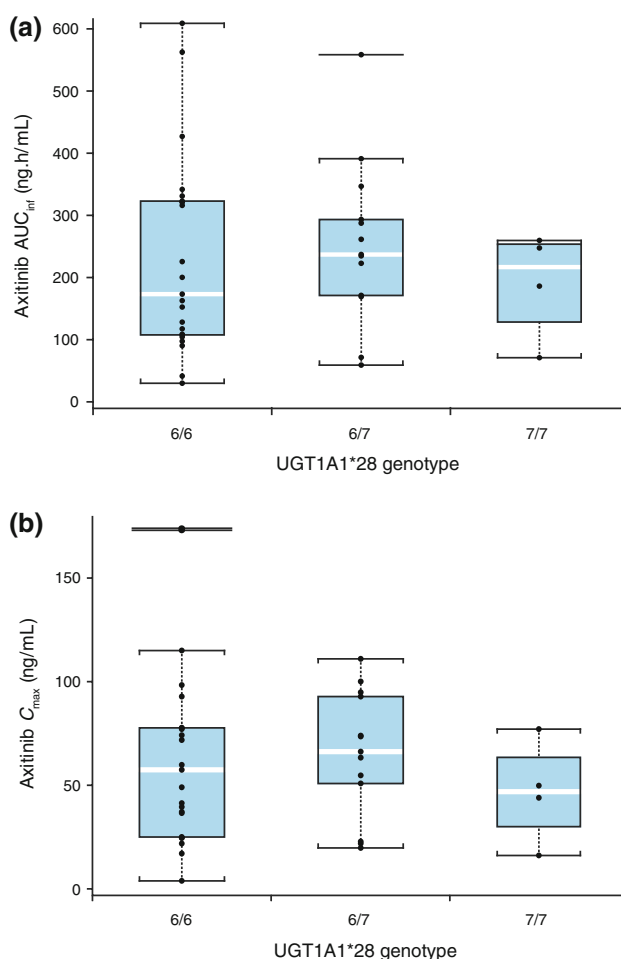 (a)
Axitinib AUCinf (ng.h/mL)
600
500
400
300
200
100
0
6/6 6/7 7/7
UGT1A1*28 genotype
(b)
Axitinib Cmax (ng/mL)
150
100
50
0
6/6 6/7 7/7
UGT1A1*28 genotype